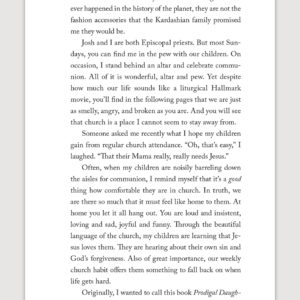 ever happened in the history of the planet, they are not the
fashion accessories that the Kardashian family promised
me they would be.
Josh and I are both Episcopal priests. But most Sun-
days, you can find me in the pew with our children. On
occasion, I stand behind an altar and celebrate commu-
nion. All of it is wonderful, altar and pew. Yet despite
how much our life sounds like a liturgical Hallmark
movie, you'll find in the following pages that we are just
as smelly, angry, and broken as you are. And you will see
that church is a place I cannot seem to stay away from.
Someone asked me recently what I hope my children
gain from regular church attendance. "Oh, that's easy," I
laughed. "That their Mama really, really needs Jesus."
Often, when my children are noisily barreling down
the aisles for communion, I remind myself that it's a good
thing how comfortable they are in church. In truth, we
are there so much that it must feel like home to them. At
home you let it all hang out. You are loud and insistent,
loving and sad, joyful and funny. Through the beautiful
language of the church, my children are learning that Je-
sus loves them. They are hearing about their own sin and
God's forgiveness. Also of great importance, our weekly
church habit offers them something to fall back on when
life gets hard.
Originally, I wanted to call this book Prodigal Daugh-